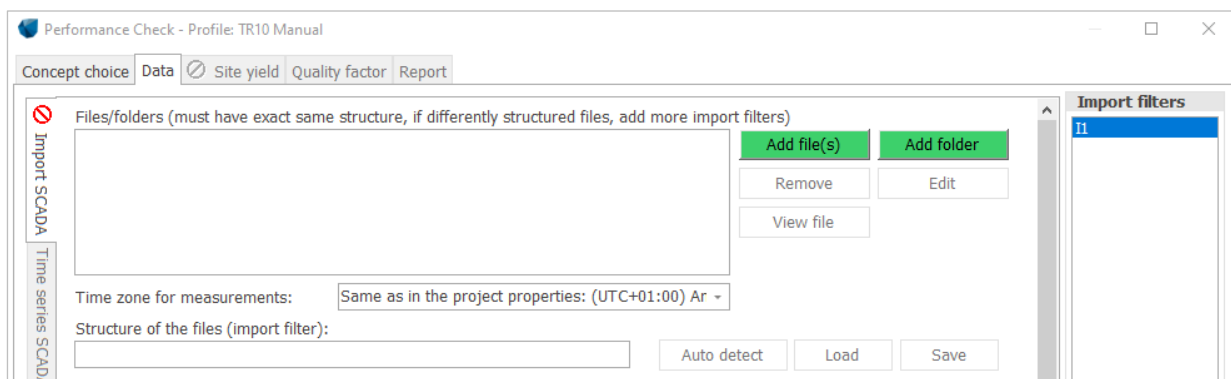 Performance Check - Profile: TR10 Manual
Concept choice Data Site yield Quality factor Report
Import SCADA
Time series SCADA
Files/folders (must have exact same structure, if differently structured files, add more import filters)
Add file(s) Add folder
Remove Edit
View file
Time zone for measurements: Same as in the project properties: (UTC+01:00) Ar
Structure of the files (import filter):
Auto detect Load Save
Import filters
I1